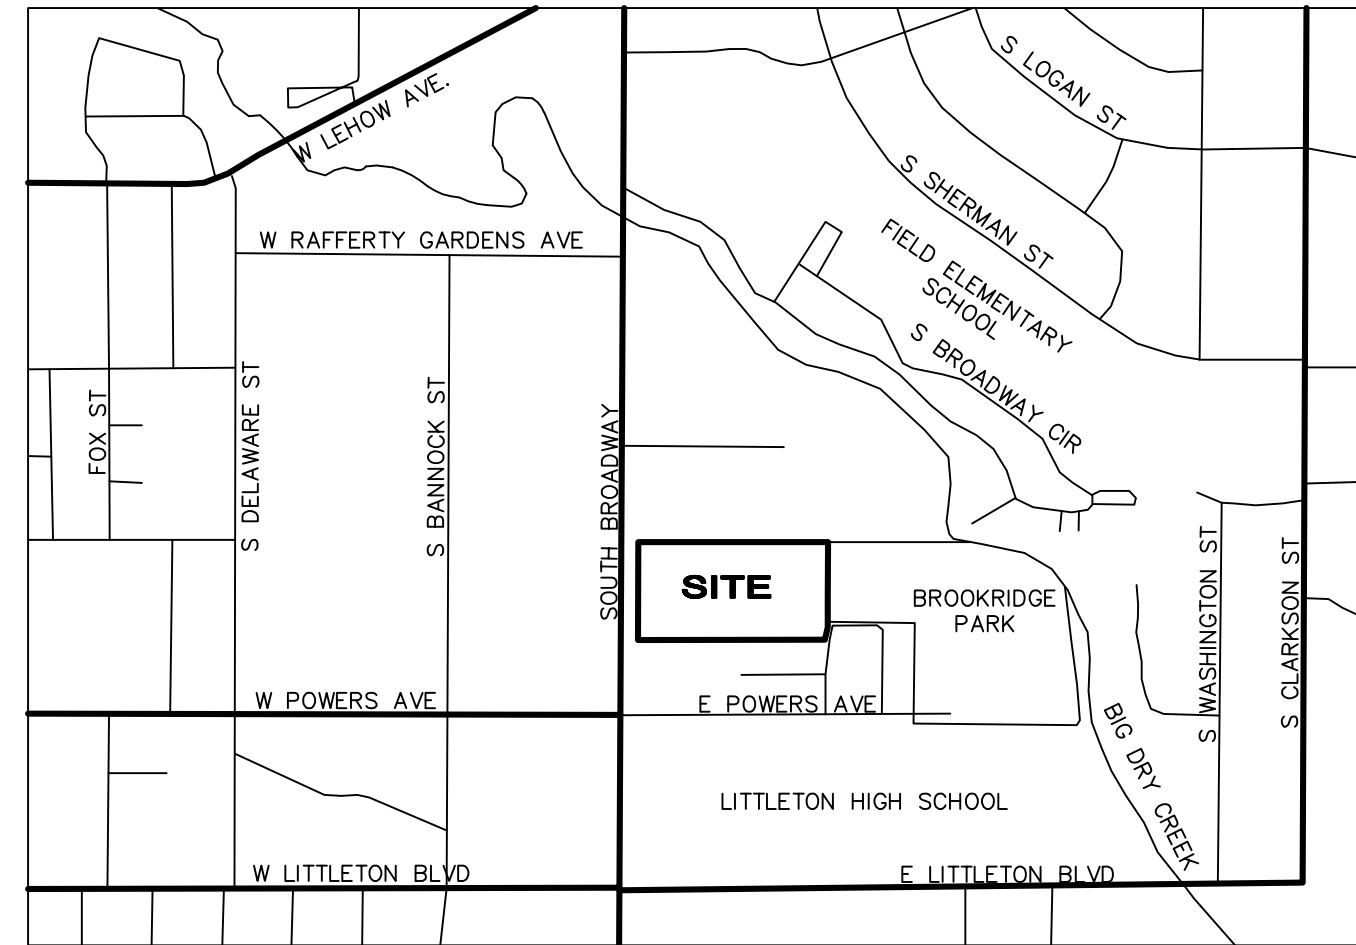 S LOGAN ST
W LEHOW AVE.
S SHERMAN ST
W RAFFERTY GARDENS AVE
FIELD ELEMENTARY
SCHOOL
S BROADWAY CIR
FOX ST
S DELAWARE ST
S BANNOCK ST
SOUTH BROADWAY
SITE
BROOKRIDGE
PARK
S WASHINGTON ST
S CLARKSON ST
W POWERS AVE
E POWERS AVE
BIG DRY CREEK
LITTLETON HIGH SCHOOL
W LITTLETON BLVD
E LITTLETON BLVD